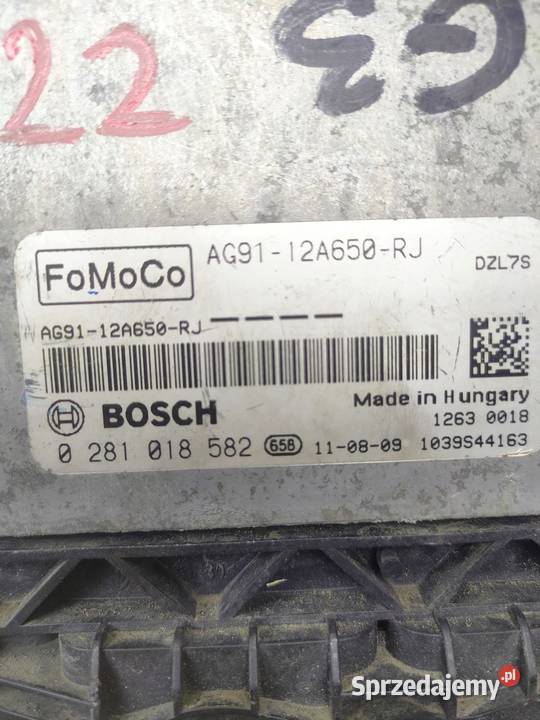 22
G3
FoMoCo
AG91-12A650-RJ
DZL7S
AG91-12A650-RJ
BOSCH
Made in Hungary
1263 0018
0 281 018 582 658 11-08-09 1039S44163
Sprzedajemy.pl